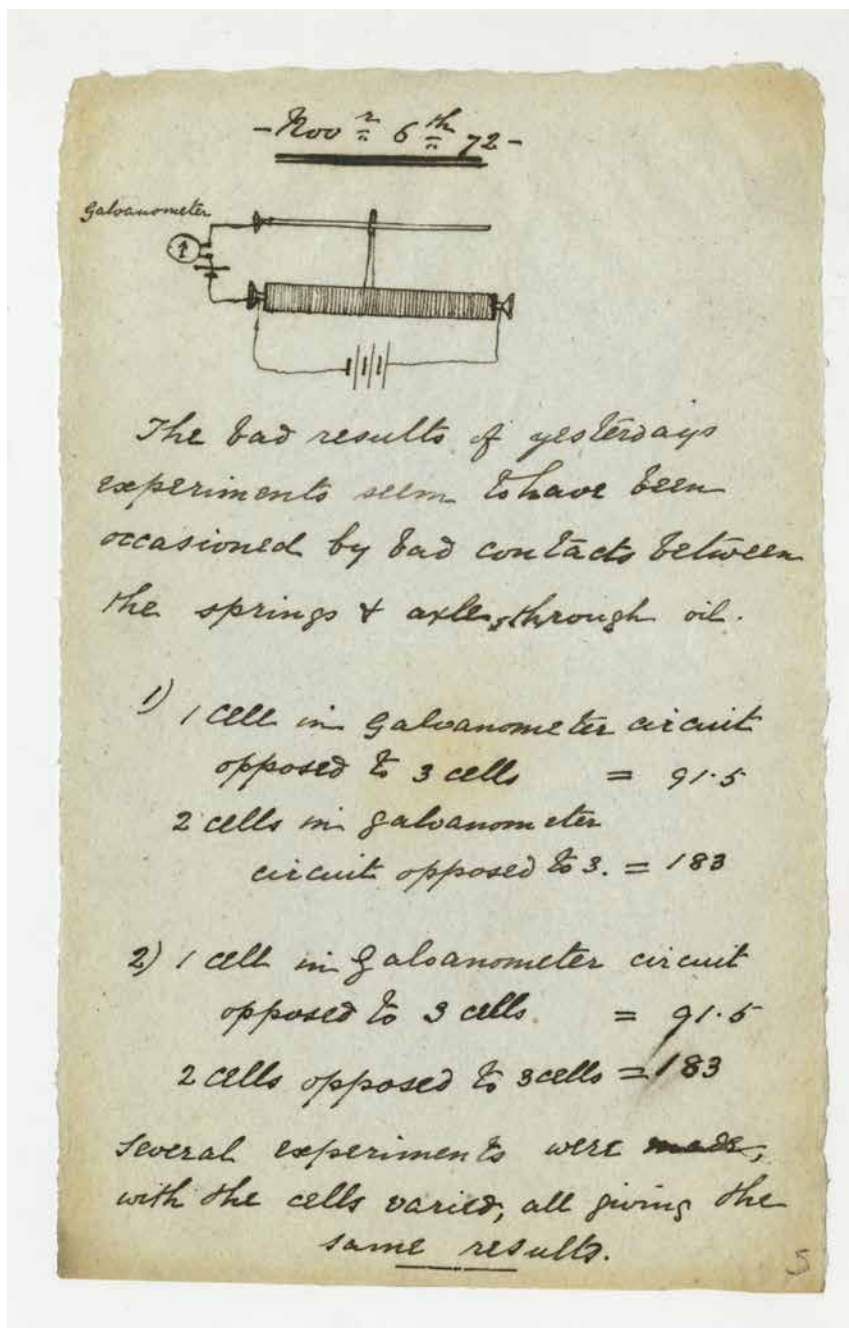 - Novr 6th 72 -
Galvanometer
The bad results of yesterdays
experiments seem to have been
occasioned by bad contacts between
the springs & axle, through oil.
1) 1 cell in Galvanometer circuit
opposed to 3 cells = 91.5
2 cells in galvanometer
circuit opposed to 3. = 183
2) 1 cell in Galvanometer circuit
opposed to 3 cells. = 91.5
2 cells opposed to 3 cells = 183
Several experiments were made,
with the cells varied, all giving the
same results.
5